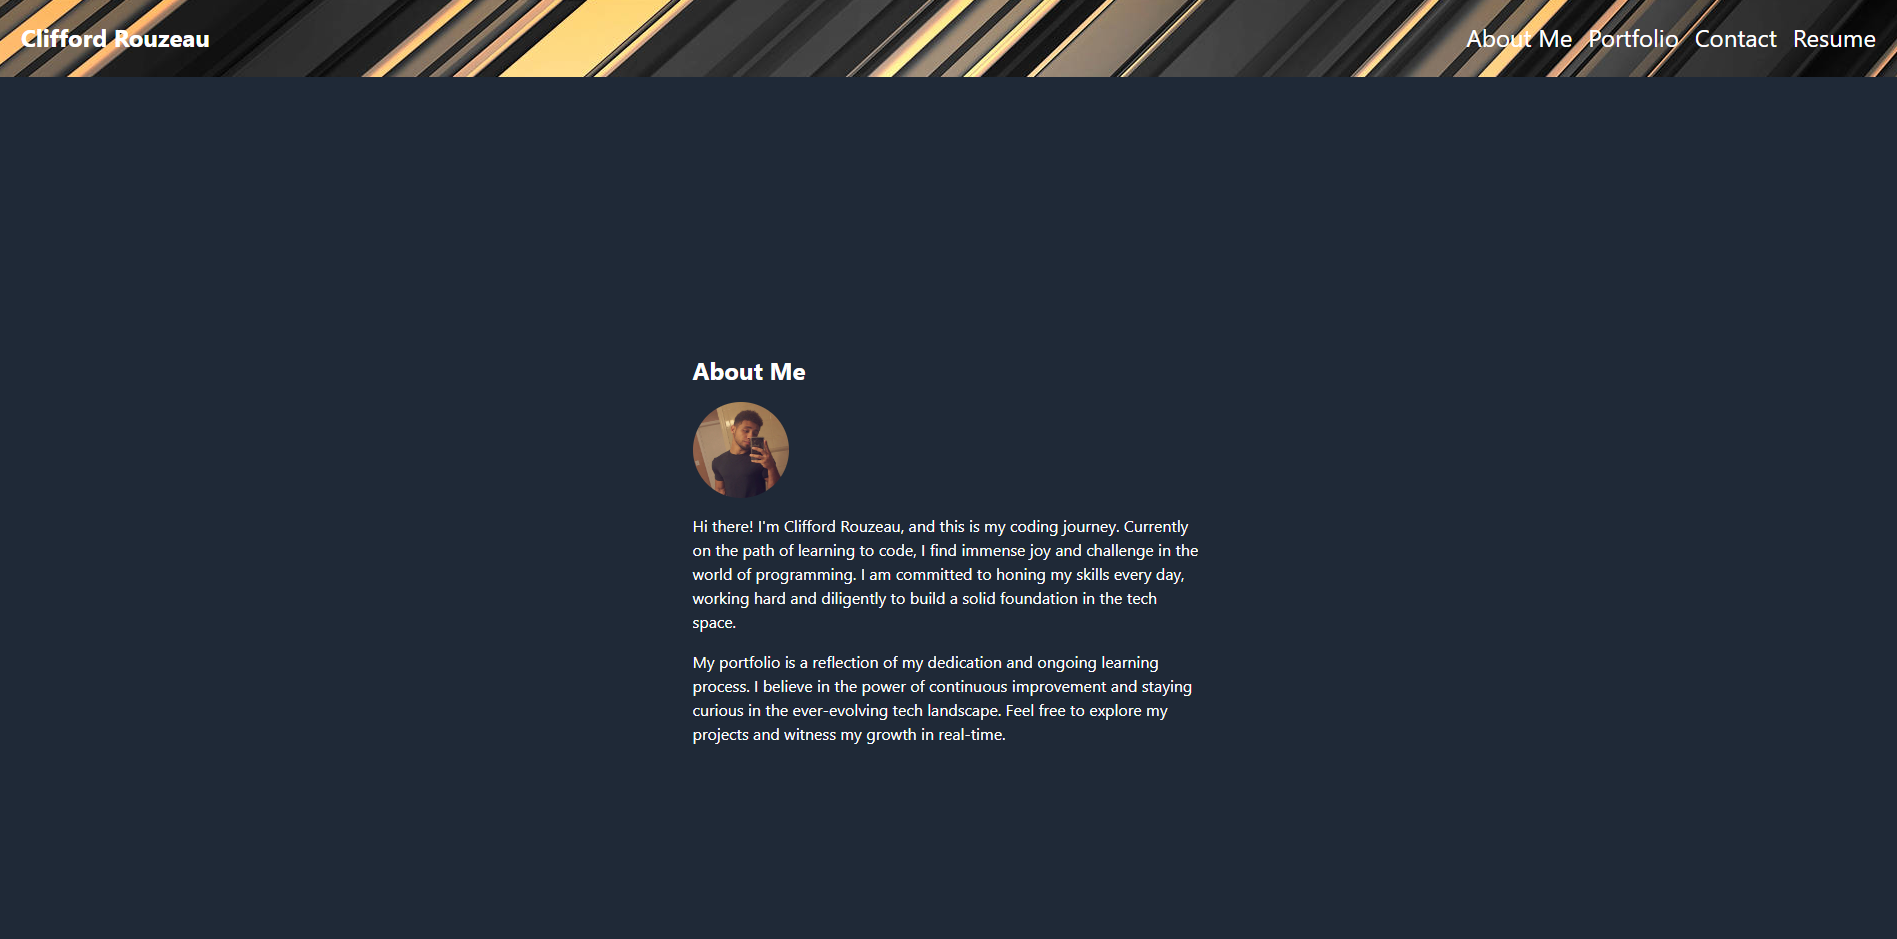 Clifford Rouzeau
About Me Portfolio Contact Resume
About Me
Hi there! I'm Clifford Rouzeau, and this is my coding journey. Currently
on the path of learning to code, I find immense joy and challenge in the
world of programming. I am committed to honing my skills every day,
working hard and diligently to build a solid foundation in the tech
space.
My portfolio is a reflection of my dedication and ongoing learning
process. I believe in the power of continuous improvement and staying
curious in the ever-evolving tech landscape. Feel free to explore my
projects and witness my growth in real-time.